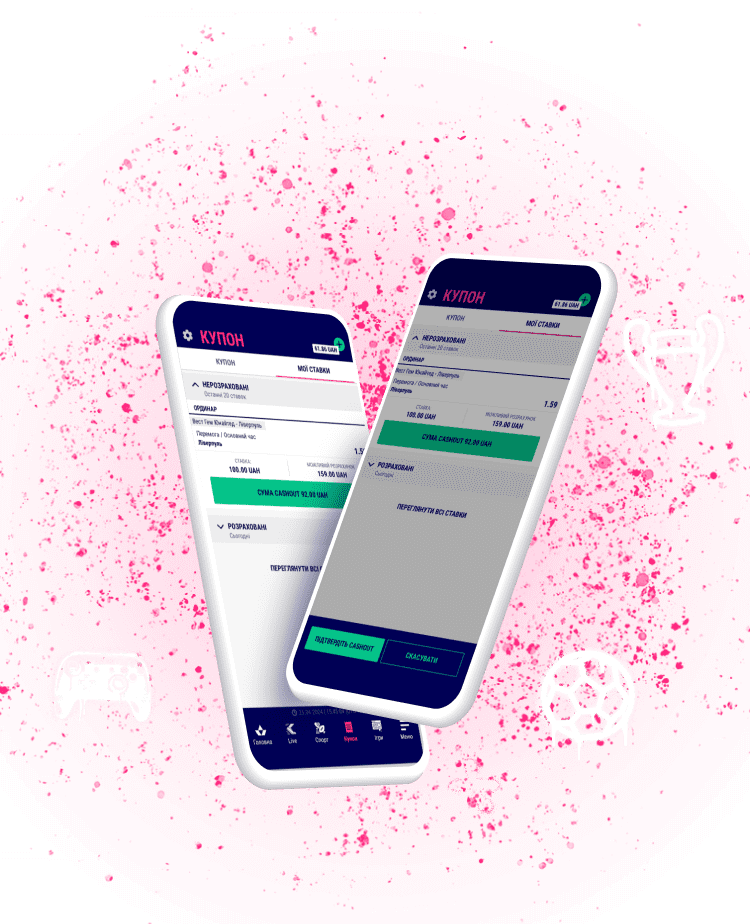 КУПОН
61.86 UAH
КУПОН
МОЇ СТАВКИ
НЕРОЗРАХОВАНІ
Останні 20 ставок
ОРДИНАР
Вест Гем Юнайтед - Ліверпуль
Перемога / Основний час
Ліверпуль
1.5
СТАВКА
МОЖЛИВИЙ РОЗРАХУНОК
100.00 UAH
159.00 UAH
СУМА CASHOUT 92.00 UAH
РОЗРАХОВАНІ
Сьогодні
ПЕРЕГЛЯНУТИ ВСІ
Головна
Live
Спорт
Купон
Ігри
Меню
КУПОН
61.86 UAH
КУПОН
МОЇ СТАВКИ
НЕРОЗРАХОВАНІ
Останні 20 ставок
ОРДИНАР
Вест Гем Юнайтед - Ліверпуль
Перемога / Основний час
Ліверпуль
1.59
СТАВКА
МОЖЛИВИЙ РОЗРАХУНОК
100.00 UAH
159.00 UAH
СУМА CASHOUT 92.00 UAH
РОЗРАХОВАНІ
Сьогодні
ПЕРЕГЛЯНУТИ ВСІ СТАВКИ
ПІДТВЕРДІТЬ CASHOUT
СКАСУВАТИ